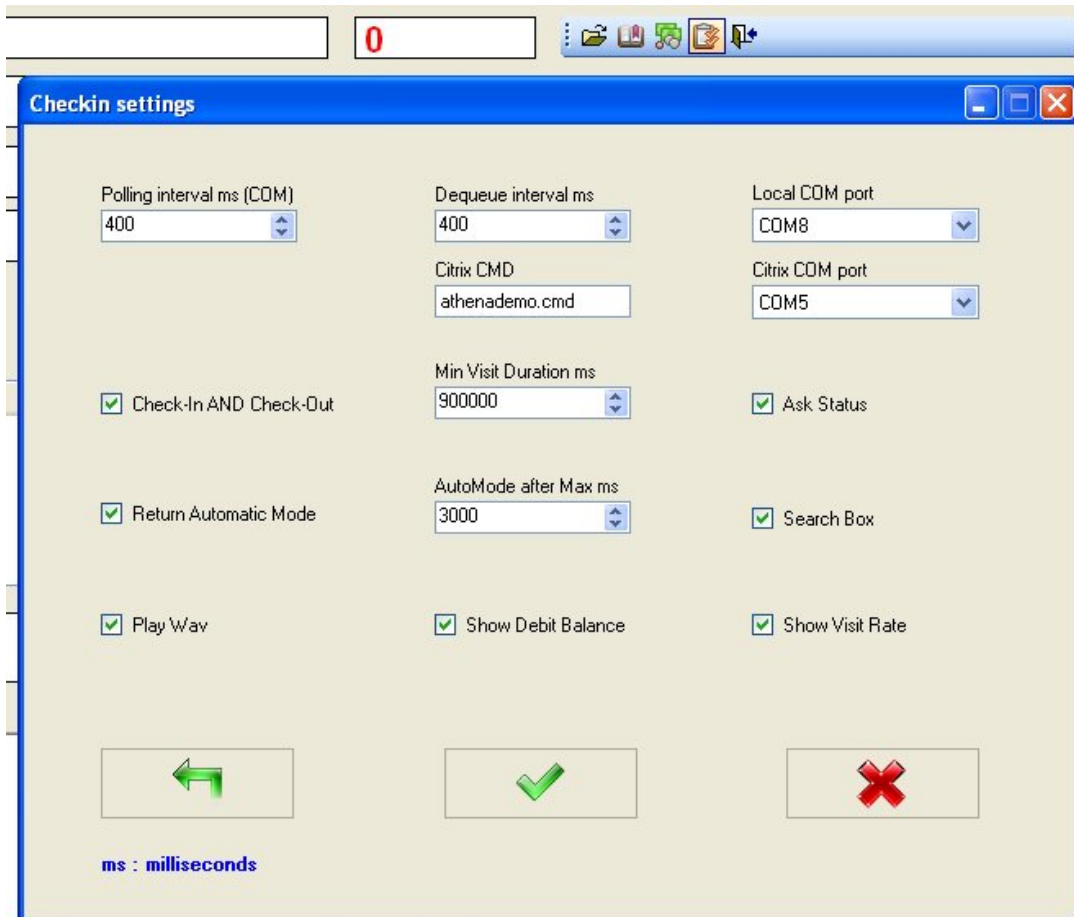 0
Checkin settings
Polling interval ms (COM)
Dequeue interval ms
Local COM port
400
400
COM8
Citrix CMD
Citrix COM port
athenademo.cmd
COM5
Min Visit Duration ms
Check-In AND Check-Out
900000
Ask Status
AutoMode after Max ms
Return Automatic Mode
3000
Search Box
Play Wav
Show Debit Balance
Show Visit Rate
ms : milliseconds